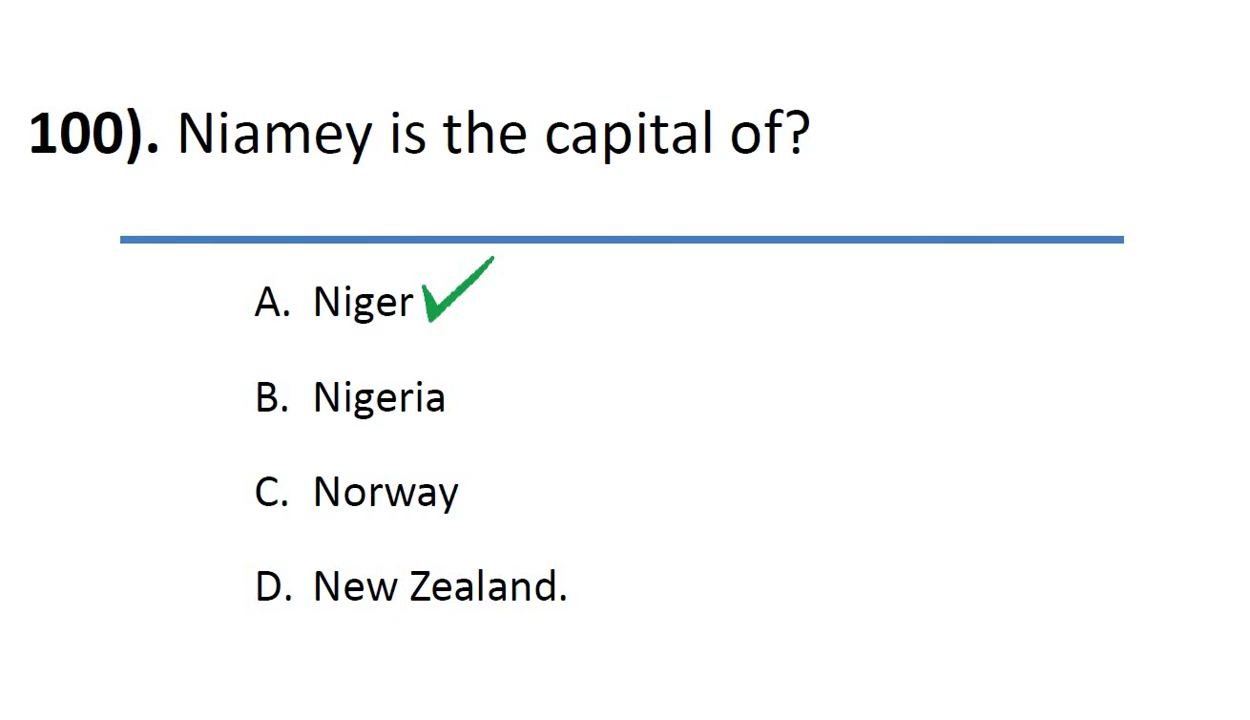 100). Niamey is the capital of?
A. Niger
B. Nigeria
C. Norway
D. New Zealand.